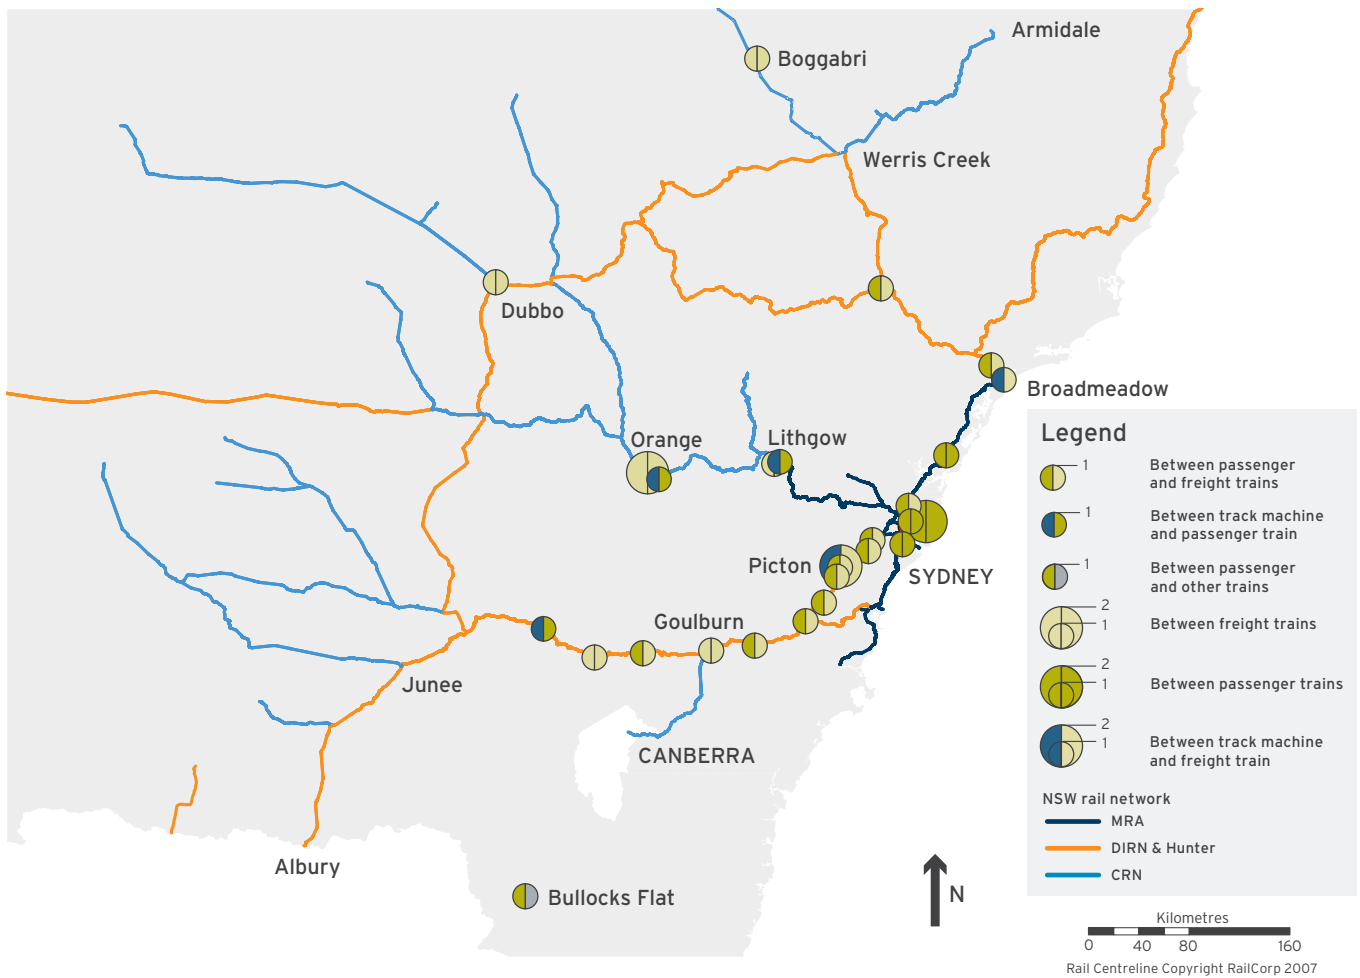 Armidale
Boggabri
Werris Creek
Dubbo
Broadmeadow
Orange
Lithgow
Picton
SYDNEY
Goulburn
Junee
CANBERRA
Albury
Bullocks Flat
N
Legend
1
Between passenger
and freight trains
1
Between track machine
and passenger train
1
Between passenger
and other trains
2
1
Between freight trains
2
1
Between passenger trains
2
1
Between track machine
and freight train
NSW rail network
MRA
DIRN & Hunter
CRN
Kilometres
0 40 80 160
Rail Centreline Copyright RailCorp 2007